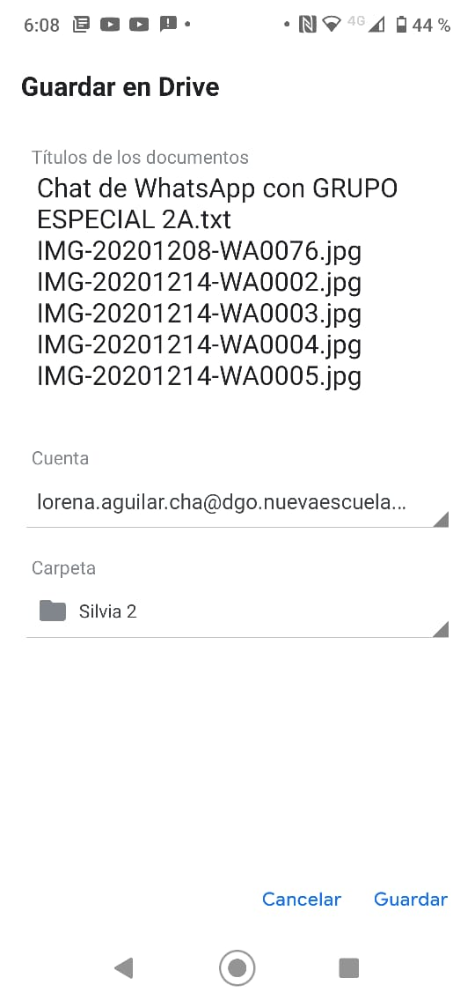 6:08 4G 44 %
Guardar en Drive
Títulos de los documentos
Chat de WhatsApp con GRUPO
ESPECIAL 2A.txt
IMG-20201208-WA0076.jpg
IMG-20201214-WA0002.jpg
IMG-20201214-WA0003.jpg
IMG-20201214-WA0004.jpg
IMG-20201214-WA0005.jpg
Cuenta
lorena.aguilar.cha@dgo.nuevaescuela...
Carpeta
Silvia 2
Cancelar Guardar